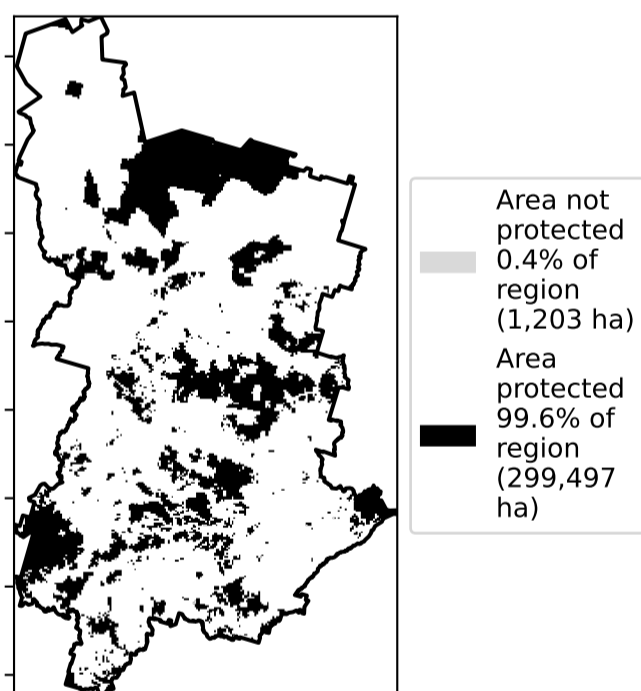 Area not
protected
0.4% of
region
(1,203 ha)
Area
protected
99.6% of
region
(299,497
ha)